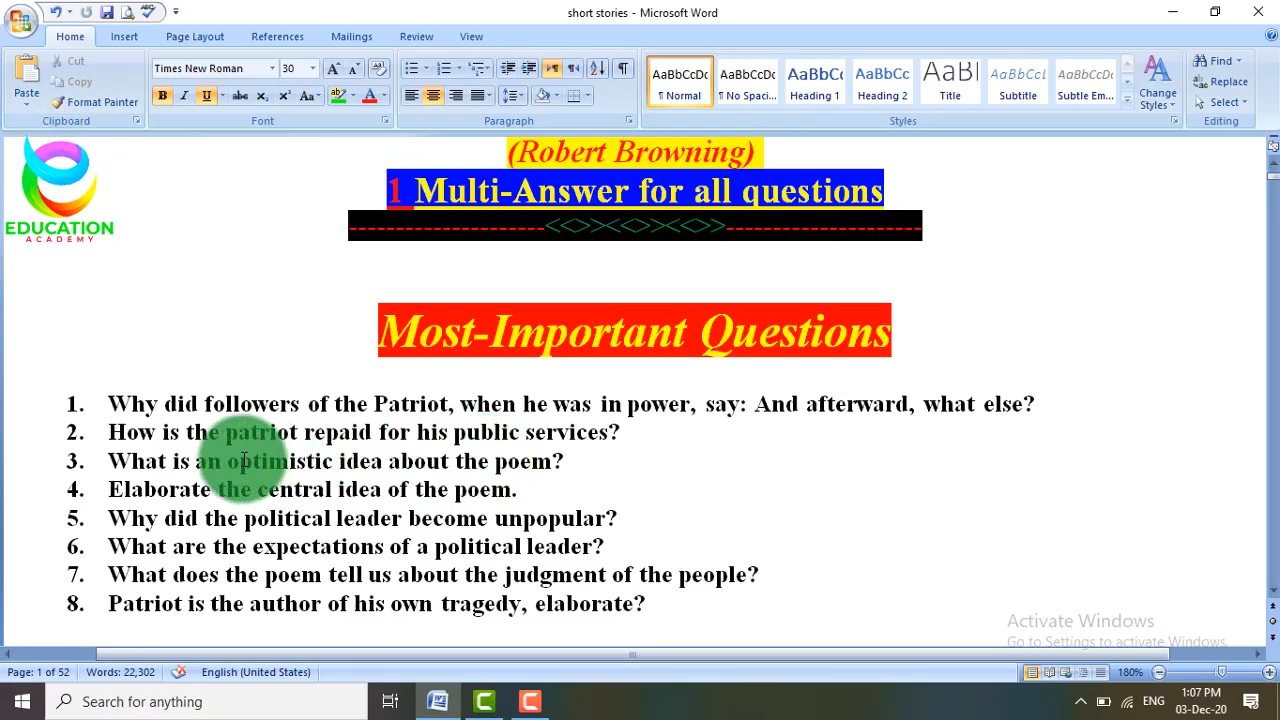 short stories - Microsoft Word
Home Insert Page Layout References Mailings Review View
Paste
Cut
Copy
Format Painter
Clipboard
Times New Roman 30
B I U abc X₂ X² Aa
Font
Paragraph
AaBbCcDc AaBbCcDc AaBbC AaBbCc AaBl AaBbCcL AaBbCcDc
¶ Normal ¶ No Spaci... Heading 1 Heading 2 Title Subtitle Subtle Em...
Change Styles
Styles
Find
Replace
Select
Editing
EDUCATION
ACADEMY
(Robert Browning)
1 Multi-Answer for all questions
--------------------<<>><<>><<>>--------------------
Most-Important Questions
1. Why did followers of the Patriot, when he was in power, say: And afterward, what else?
2. How is the patriot repaid for his public services?
3. What is an optimistic idea about the poem?
4. Elaborate the central idea of the poem.
5. Why did the political leader become unpopular?
6. What are the expectations of a political leader?
7. What does the poem tell us about the judgment of the people?
8. Patriot is the author of his own tragedy, elaborate?
Activate Windows
Go to Settings to activate Windows.
Page: 1 of 52 Words: 22,302 English (United States) 180%
Search for anything
ENG
1:07 PM
03-Dec-20